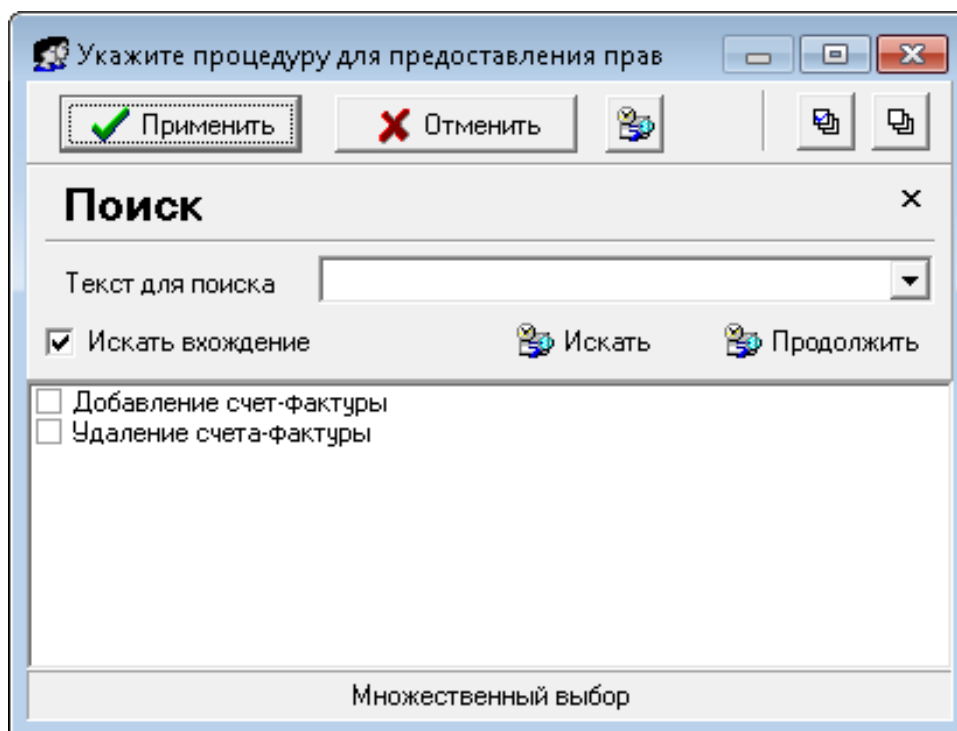 Укажите процедуру для предоставления прав
Применить Отменить
Поиск
Текст для поиска
Искать вхождение Искать Продолжить
Добавление счет-фактуры
Удаление счета-фактуры
Множественный выбор